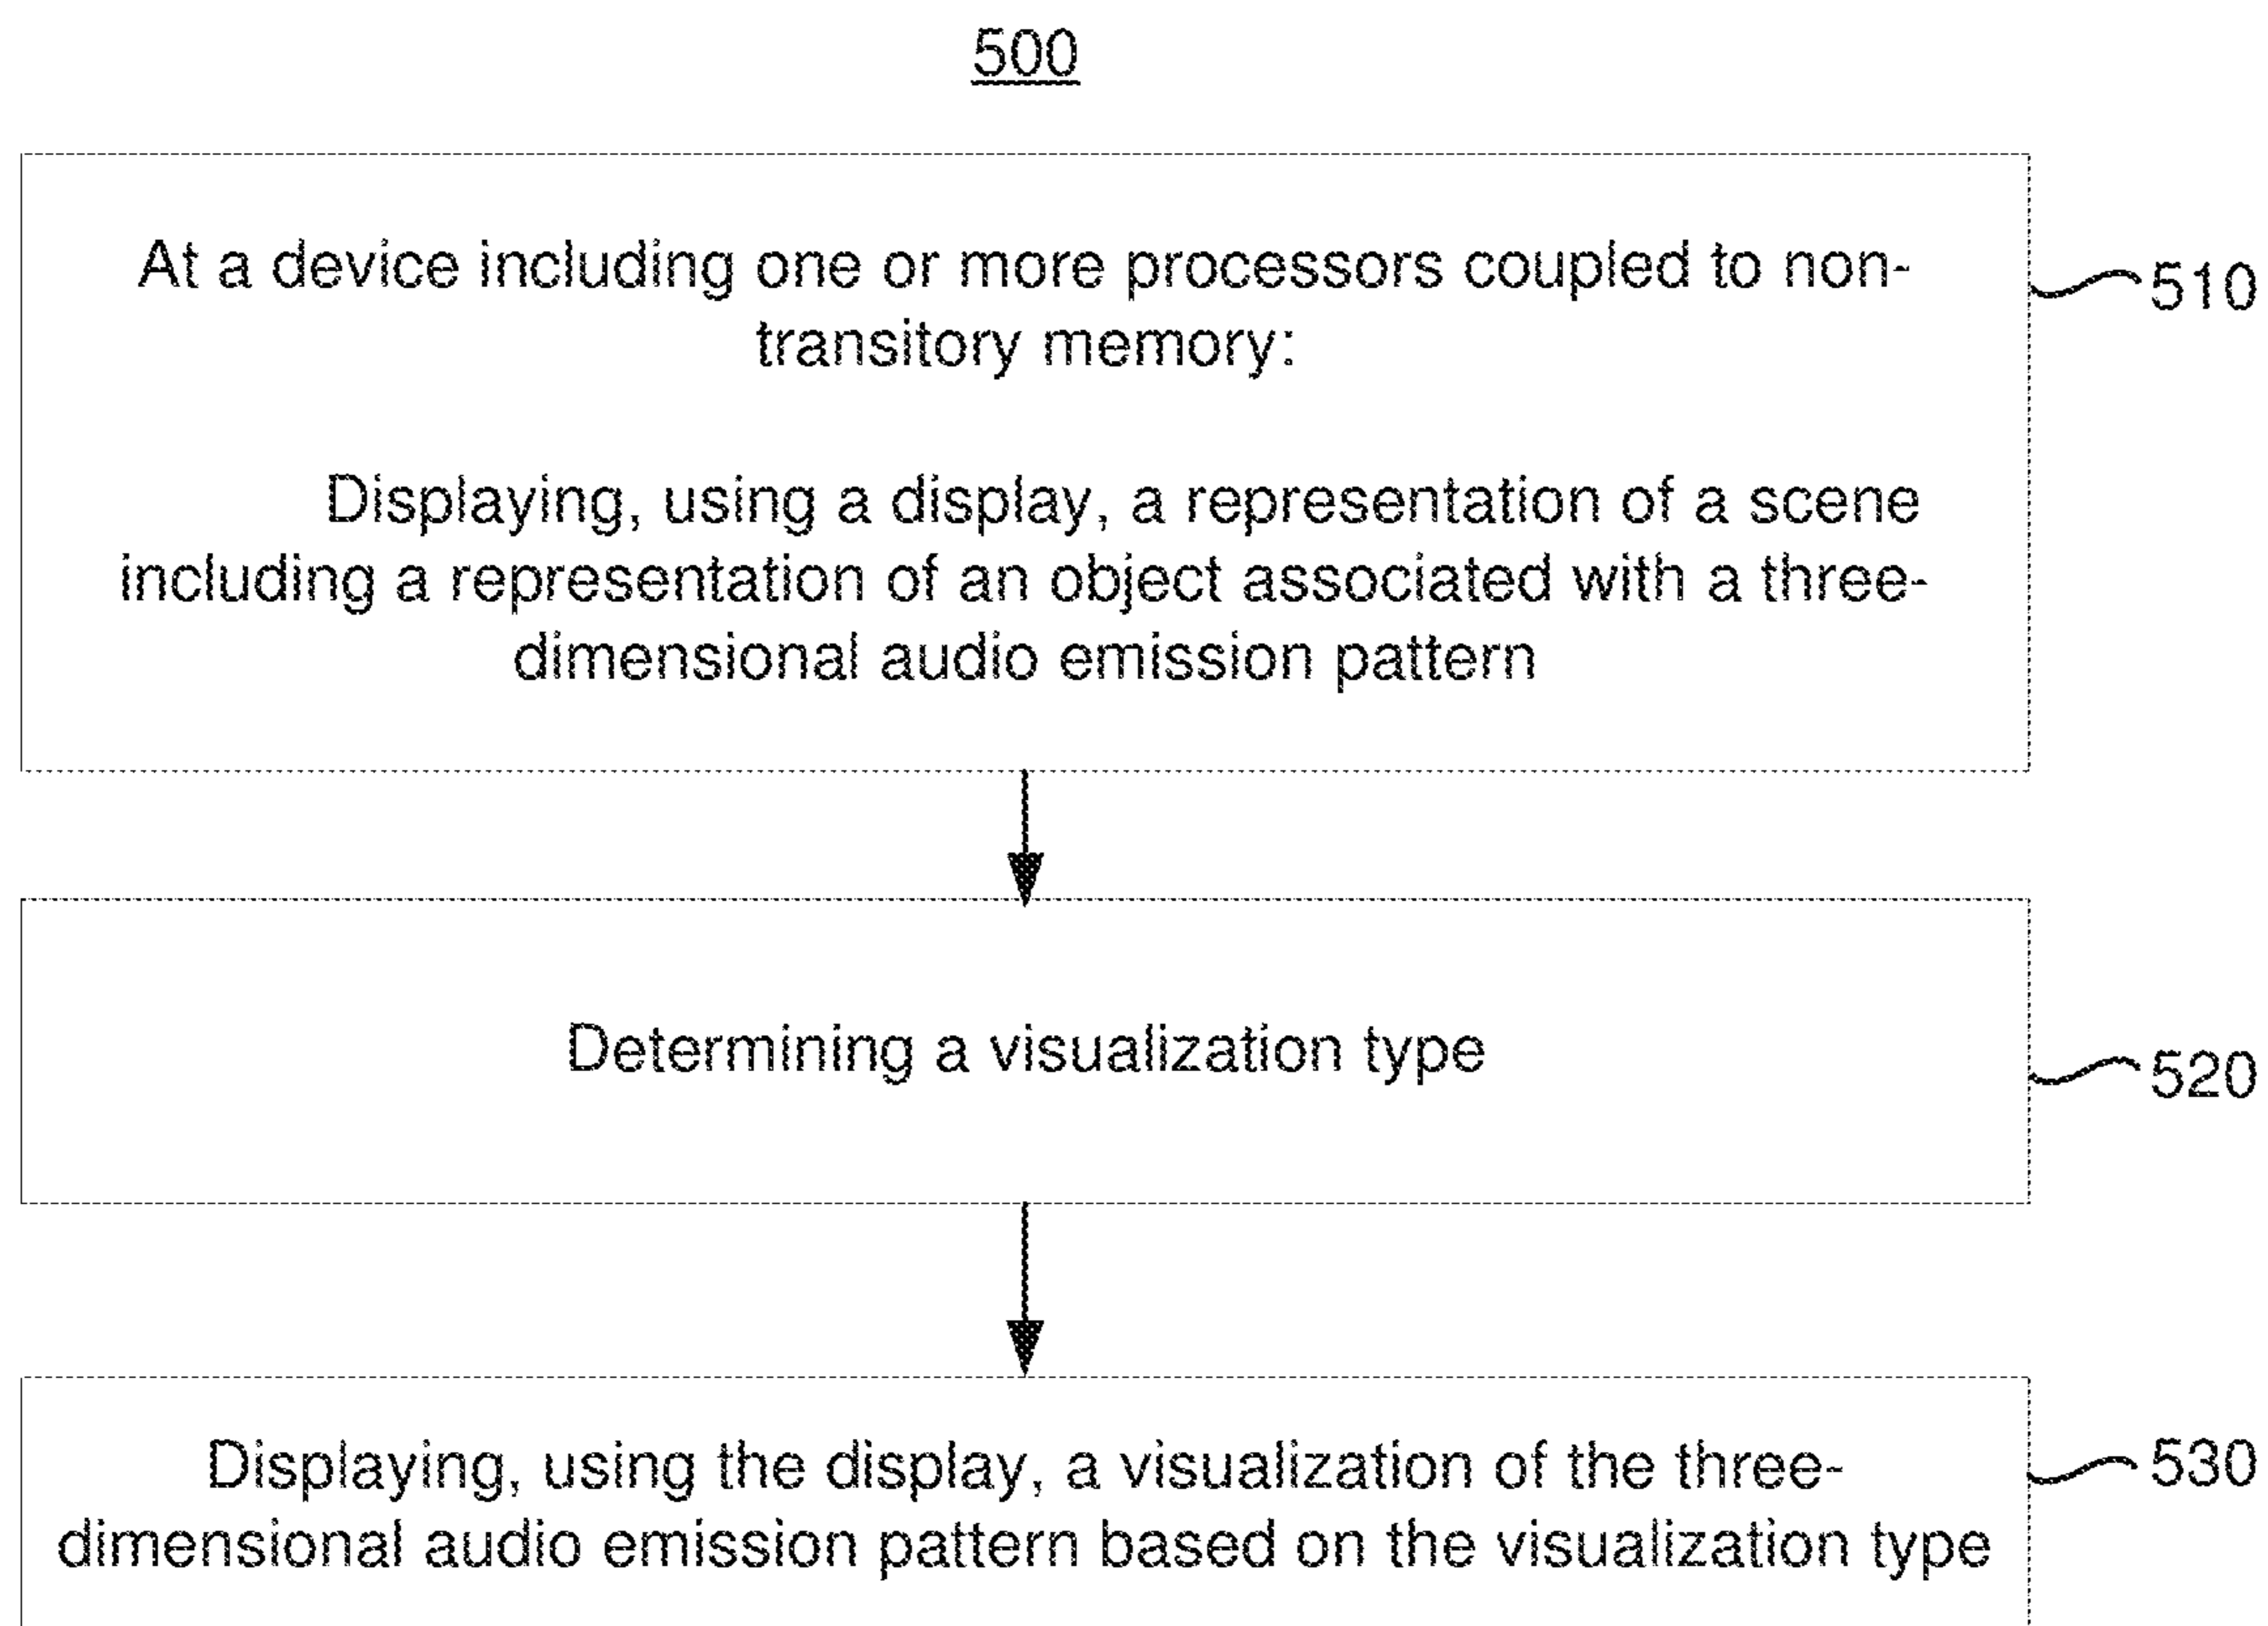 500
At a device including one or more processors coupled to non-
transitory memory:
510
Displaying, using a display, a representation of a scene
including a representation of an object associated with a three-
dimensional audio emission pattern
Determining a visualization type
520
Displaying, using the display, a visualization of the three-
530
dimensional audio emission pattern based on the visualization type